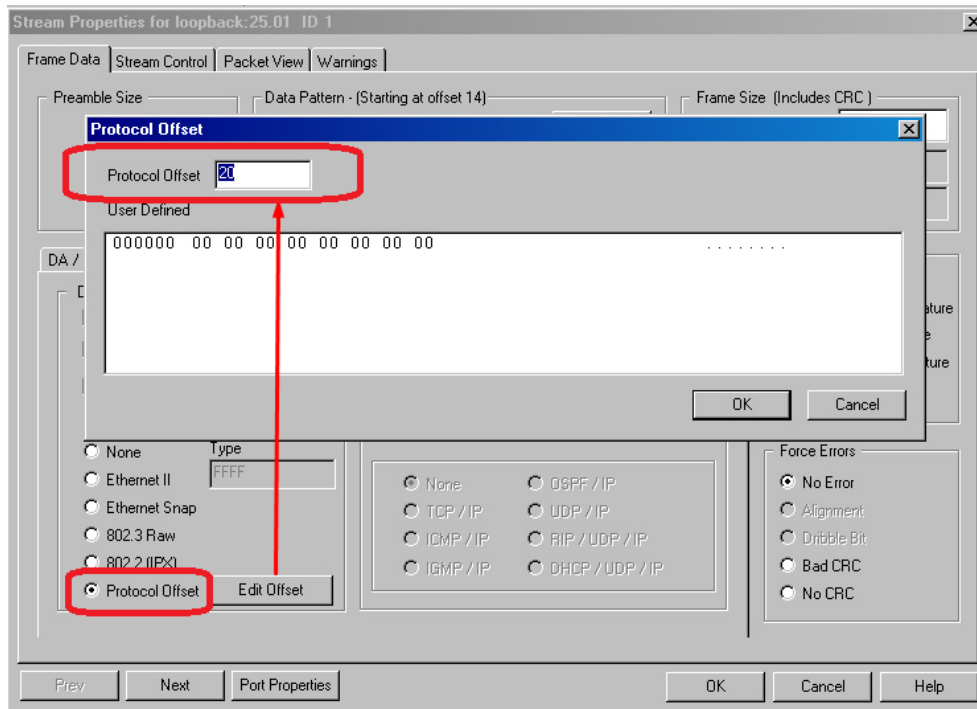 Stream Properties for loopback:25.01 ID 1
Frame Data Stream Control Packet View Warnings
Preamble Size
Data Pattern - (Starting at offset 14)
Frame Size (Includes CRC )
Protocol Offset
Protocol Offset 20
User Defined
000000 00 00 00 00 00 00 00 00 ........
DA /
OK Cancel
None
Type
Ethernet II
FFFF
Ethernet Snap
802.3 Raw
802.2 (IPX)
Protocol Offset
Edit Offset
None
OSPF / IP
TCP / IP
UDP / IP
ICMP / IP
RIP / UDP / IP
IGMP / IP
DHCP / UDP / IP
Force Errors
No Error
Alignment
Dribble Bit
Bad CRC
No CRC
Prev Next Port Properties OK Cancel Help